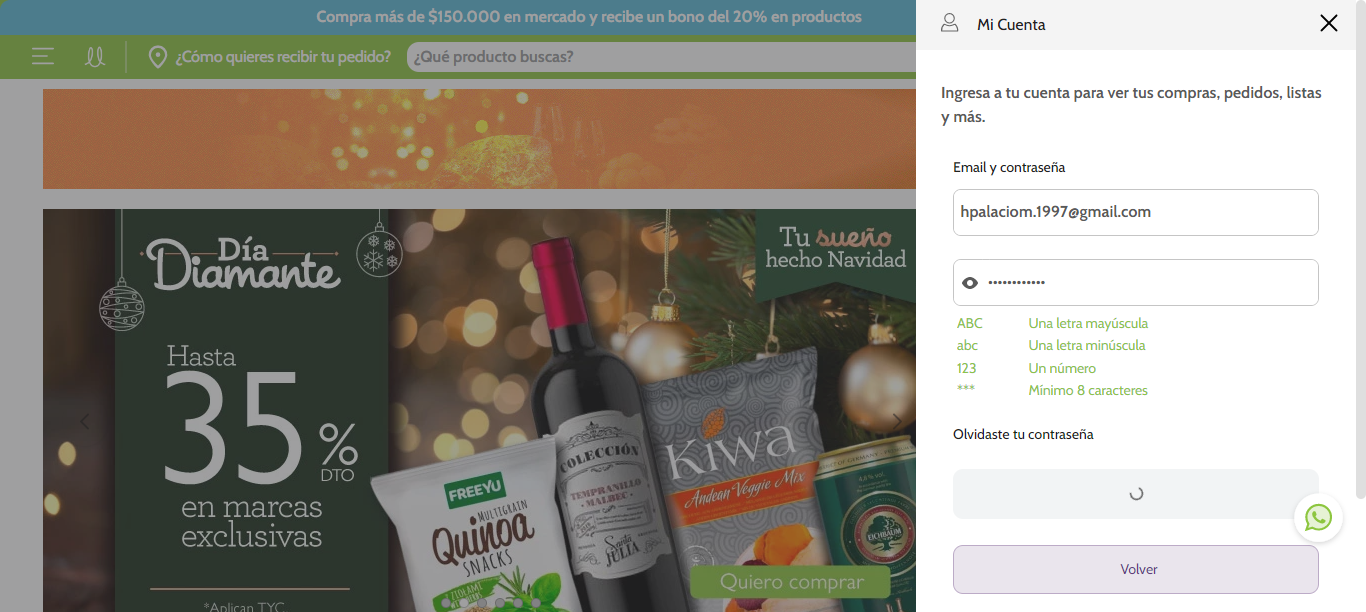 Compra más de $150.000 en mercado y recibe un bono del 20% en productos
¿Cómo quieres recibir tu pedido?
¿Qué producto buscas?
Mi Cuenta
Ingresa a tu cuenta para ver tus compras, pedidos, listas
y más.
Email y contraseña
hpalaciom.1997@gmail.com
••••••••••••
ABC Una letra mayúscula
abc Una letra minúscula
123 Un número
*** Mínimo 8 caracteres
Olvidaste tu contraseña
Volver
Día
Diamante
Hasta
35%
DTO
en marcas
exclusivas
*Aplican TYC
Tu sueño
hecho Navidad
COLECCIÓN
TEMPRANILLO
MALBEC
Santa
JULIA
FREEYU
MULTIGRAIN
Quinoa
SNACKS
Kiwa
Andean Veggie Mix
EICHBAUM
Quiero comprar